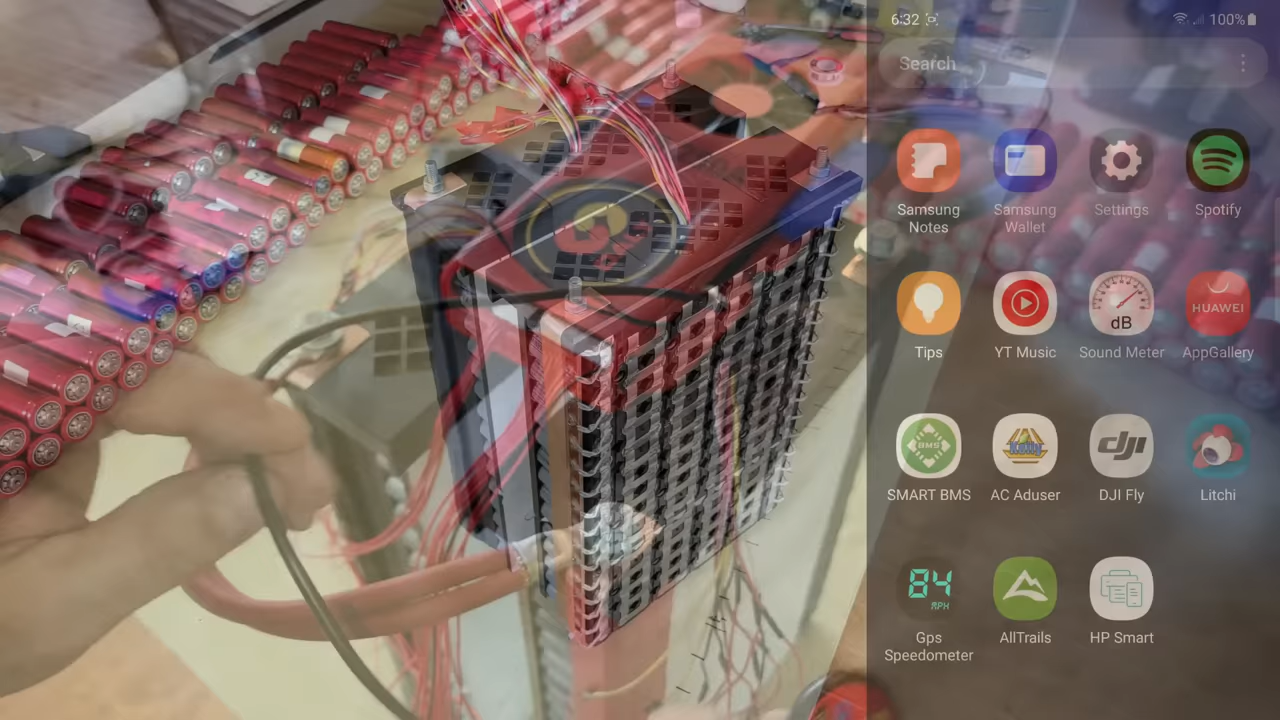 6:32
100%
Search
Samsung
Notes
Samsung
Wallet
Settings
Spotify
Tips
YT Music
dB
Sound Meter
HUAWEI
AppGallery
BMS
SMART BMS
AC Aduser
dji
DJI Fly
Litchi
84
MPH
Gps
Speedometer
AllTrails
HP Smart